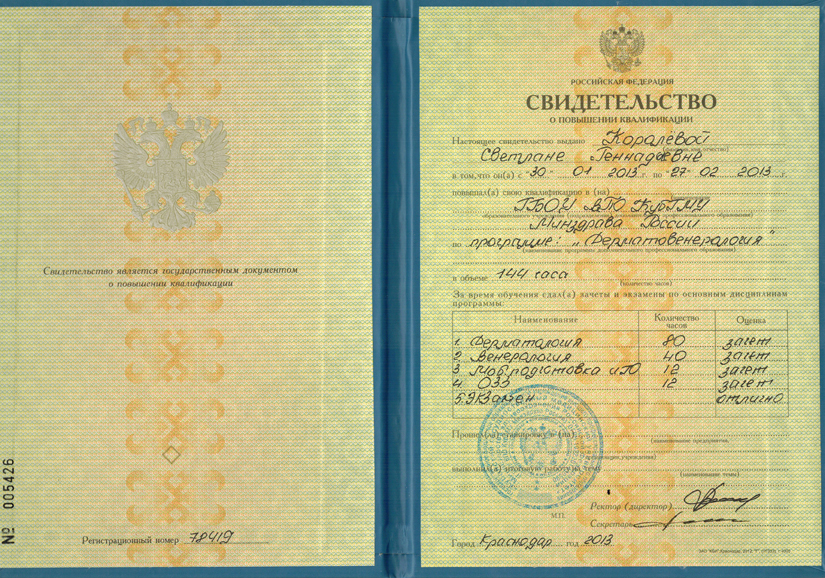 Свидетельство является государственным документом
о повышении квалификации
№ 005426
Регистрационный номер 78419
РОССИЙСКАЯ ФЕДЕРАЦИЯ
СВИДЕТЕЛЬСТВО
О ПОВЫШЕНИИ КВАЛИФИКАЦИИ
Настоящее свидетельство выдано Королёвой
(фамилия, имя, отчество)
Светлане Геннадьевне
в том, что он(а) с "30" 01 2013 г. по "27" 02 2013 г.
повышал(а) свою квалификацию в (на)
ГБОУ ВПО КубГМУ
образовательного учреждения (подразделения) дополнительного профессионального образования)
Минздрава России
по программе: "Дерматовенерология"
(наименование программы дополнительного профессионального образования)
в объеме 144 часа
(количество часов)
За время обучения сдал(а) зачеты и экзамены по основным дисциплинам
программы:
Наименование Количество часов Оценка
1. Дерматология 80 зачет
2. Венерология 40 зачет
3 Моб.подготовка и ГО 12 зачет
4 ОЗЗ 12 зачет
5. Экзамен отлично
Прошел(ла) стажировку в (на)
(наименование предприятия,
организации, учреждения)
выполнил(а) итоговую работу на тему
(наименование темы)
Ректор (директор)
М.П.
Секретарь
Город Краснодар год 2013